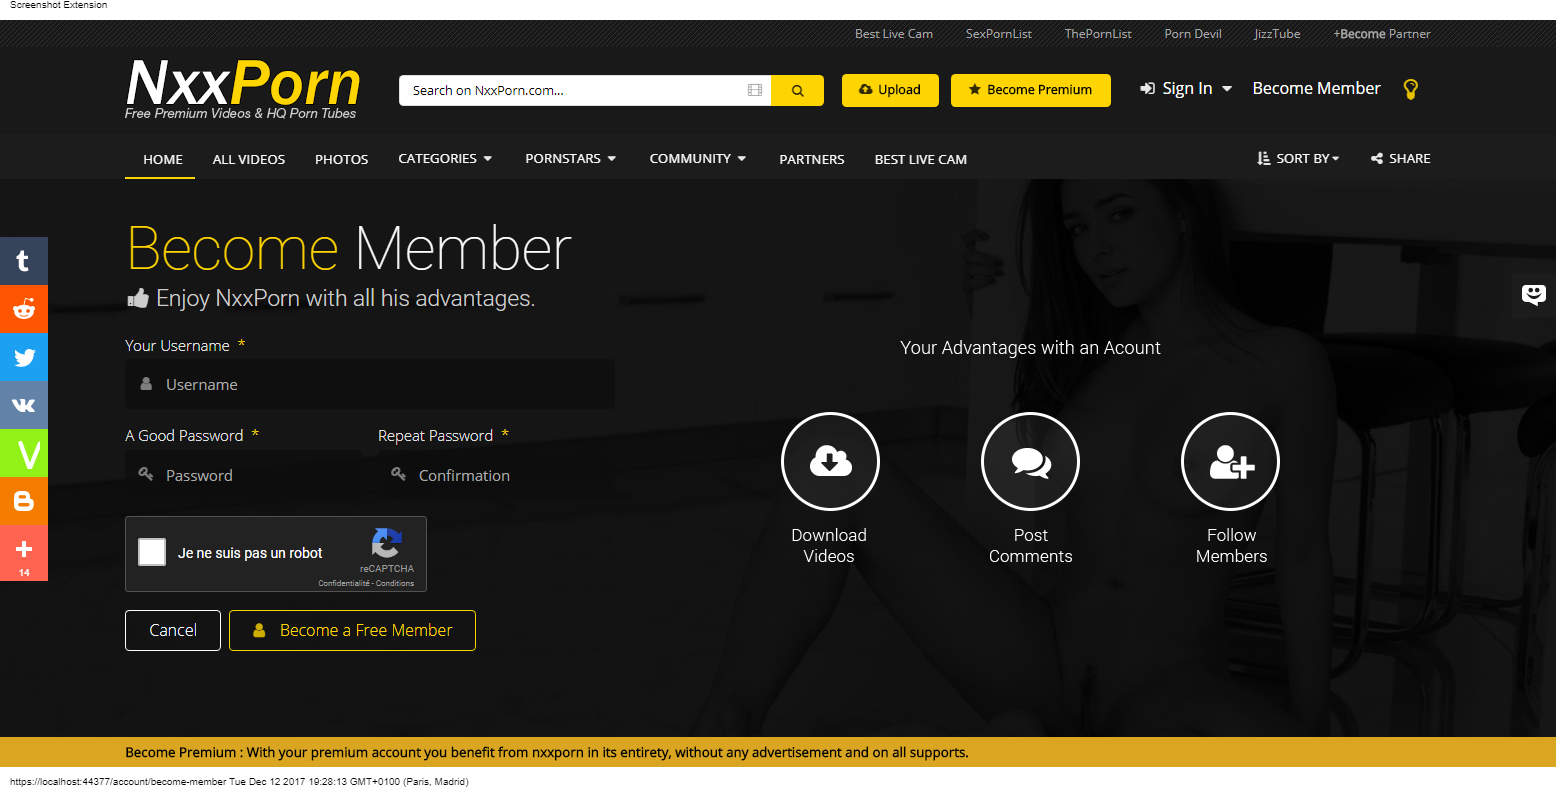 Screenshot Extension
Best Live Cam SexPornList ThePornList Porn Devil JizzTube +Become Partner
NxxPorn
Free Premium Videos & HQ Porn Tubes
Search on NxxPorn.com...
Upload
Become Premium
Sign In
Become Member
HOME ALL VIDEOS PHOTOS CATEGORIES PORNSTARS COMMUNITY PARTNERS BEST LIVE CAM SORT BY SHARE
Become Member
Enjoy NxxPorn with all his advantages.
Your Username *
Username
A Good Password * Repeat Password *
Password Confirmation
Je ne suis pas un robot
reCAPTCHA
Confidentialité - Conditions
Cancel
Become a Free Member
Your Advantages with an Acount
Download
Videos
Post
Comments
Follow
Members
14
Become Premium : With your premium account you benefit from nxxporn in its entirety, without any advertisement and on all supports.
https://localhost:44377/account/become-member Tue Dec 12 2017 19:28:13 GMT+0100 (Paris, Madrid)